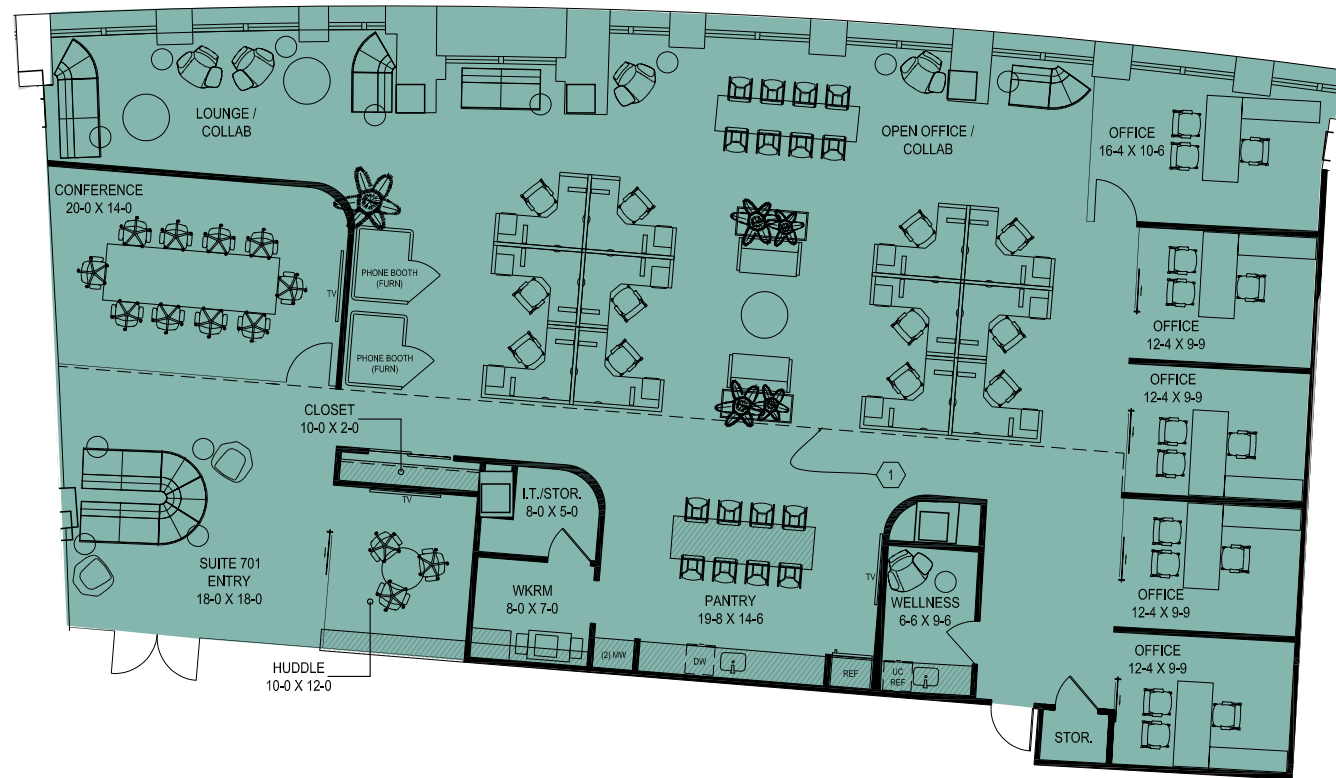 LOUNGE /
COLLAB
OPEN OFFICE /
COLLAB
OFFICE
16-4 X 10-6
CONFERENCE
20-0 X 14-0
TV
PHONE BOOTH
(FURN)
PHONE BOOTH
(FURN)
OFFICE
12-4 X 9-9
OFFICE
12-4 X 9-9
CLOSET
10-0 X 2-0
1
TV
I.T./STOR.
8-0 X 5-0
SUITE 701
ENTRY
18-0 X 18-0
WKRM
8-0 X 7-0
PANTRY
19-8 X 14-6
TV
WELLNESS
6-6 X 9-6
OFFICE
12-4 X 9-9
HUDDLE
10-0 X 12-0
(2) MW
DW
REF
UC
REF
OFFICE
12-4 X 9-9
STOR.